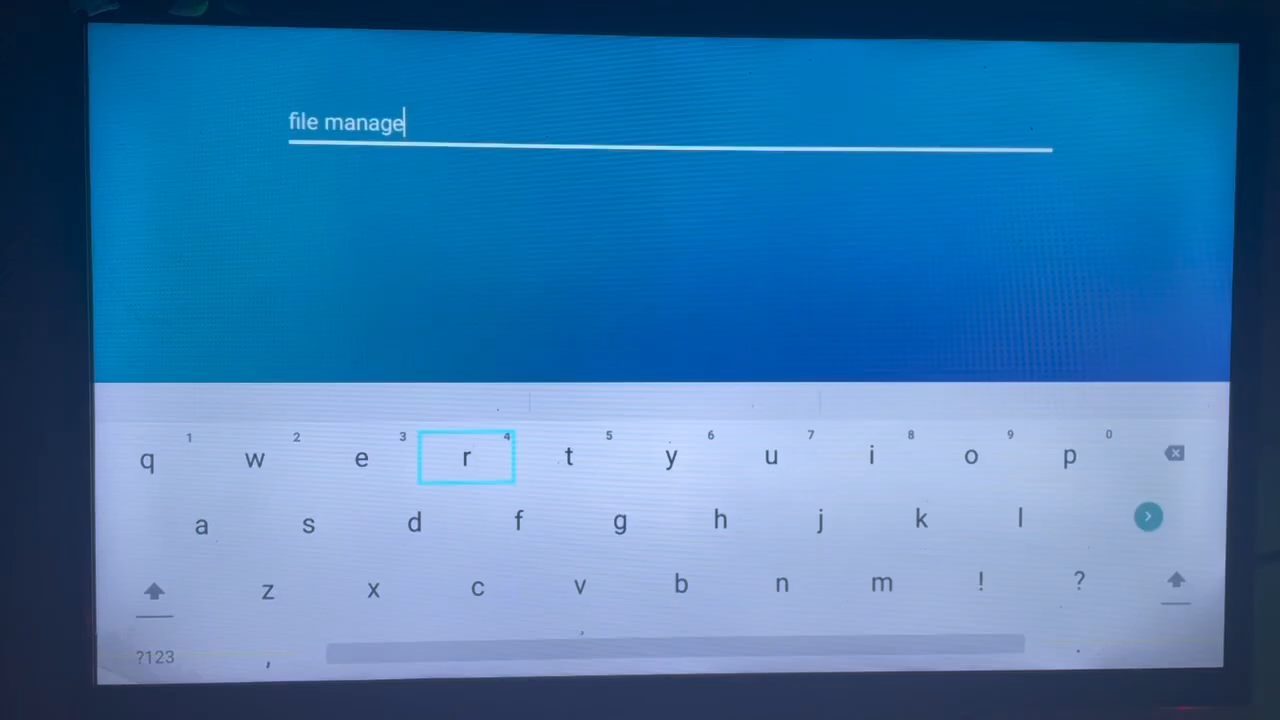 file manage
1 2 3 4 5 6 7 8 9 0
q w e r t y u i o p
a s d f g h j k l
z x c v b n m ! ?
?123 , .